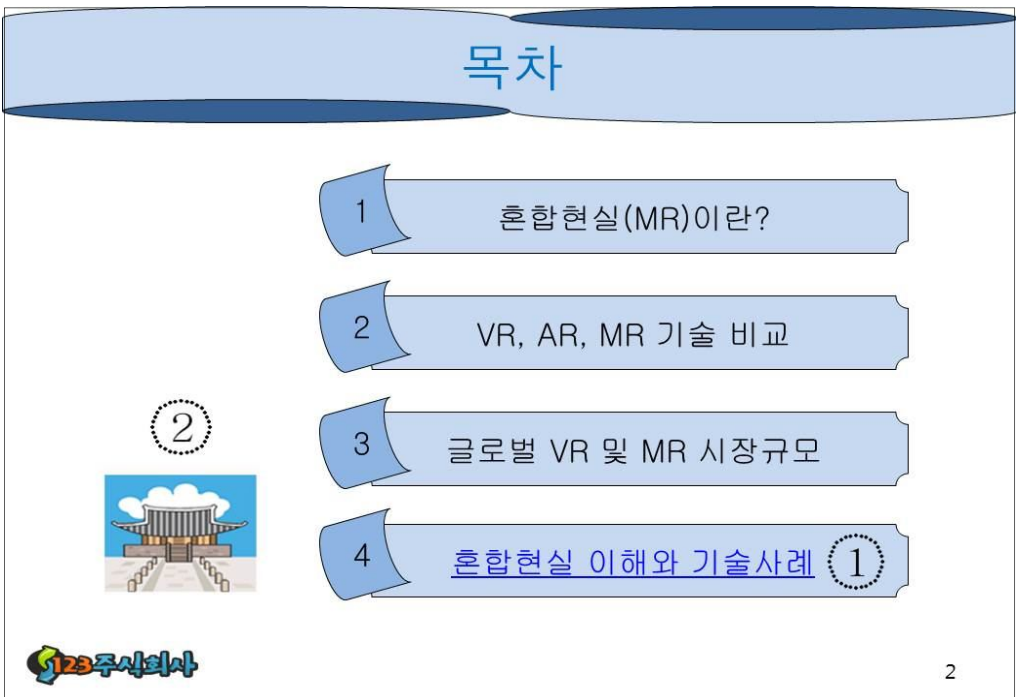 목차
1 혼합현실(MR)이란?
2 VR, AR, MR 기술 비교
3 글로벌 VR 및 MR 시장규모
4 혼합현실 이해와 기술사례 1
2
123주식회사
2